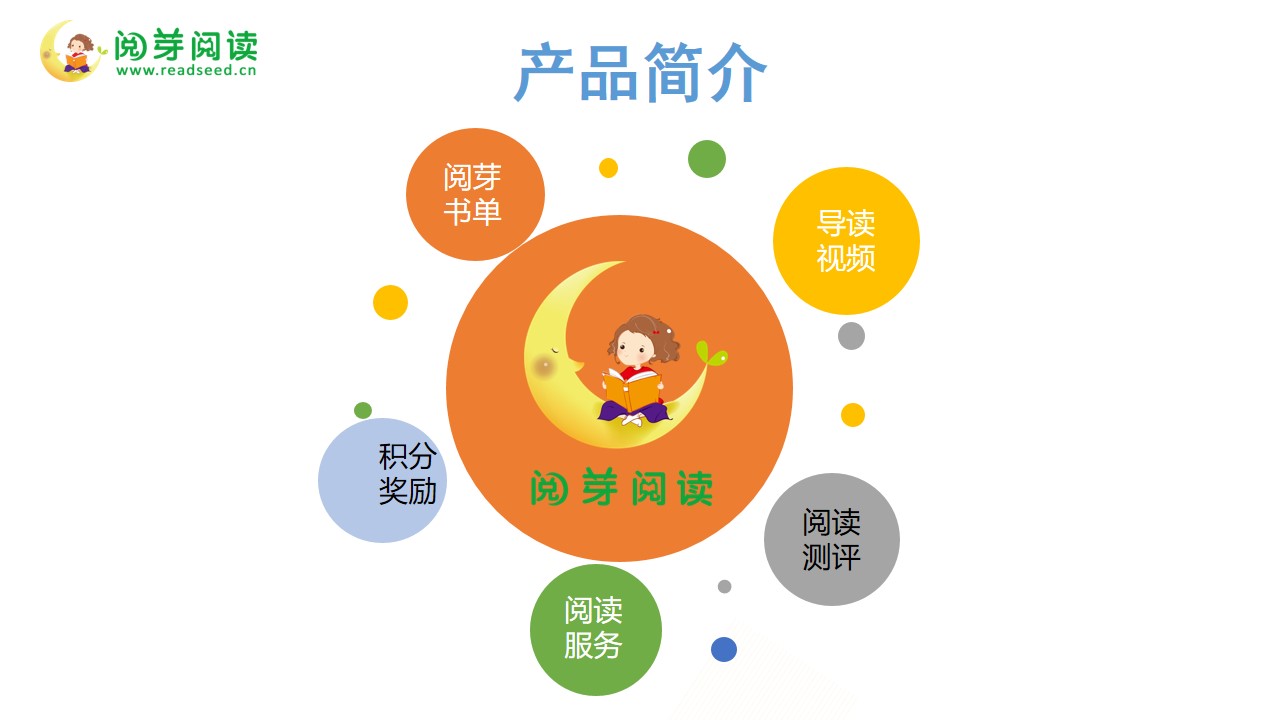 阅芽阅读
www.readseed.cn
产品简介
阅芽
书单
导读
视频
积分
奖励
阅芽阅读
阅读
测评
阅读
服务